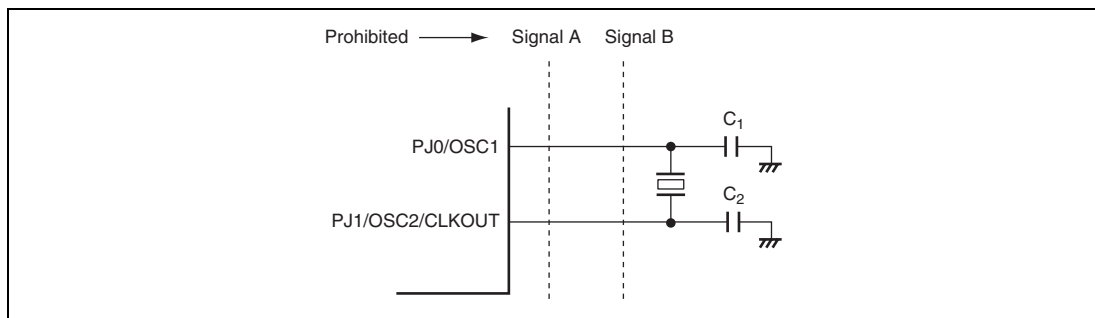 Prohibited Signal A Signal B
C1
PJ0/OSC1
C2
PJ1/OSC2/CLKOUT